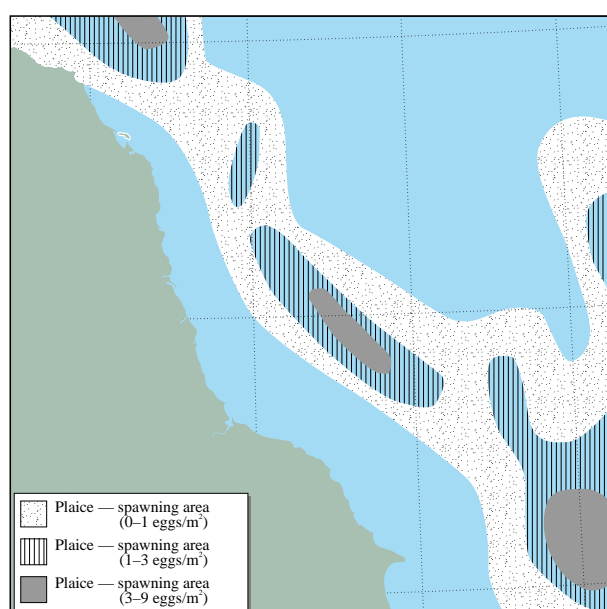 Plaice — spawning area
(0–1 eggs/m²)
Plaice — spawning area
(1–3 eggs/m²)
Plaice — spawning area
(3–9 eggs/m²)